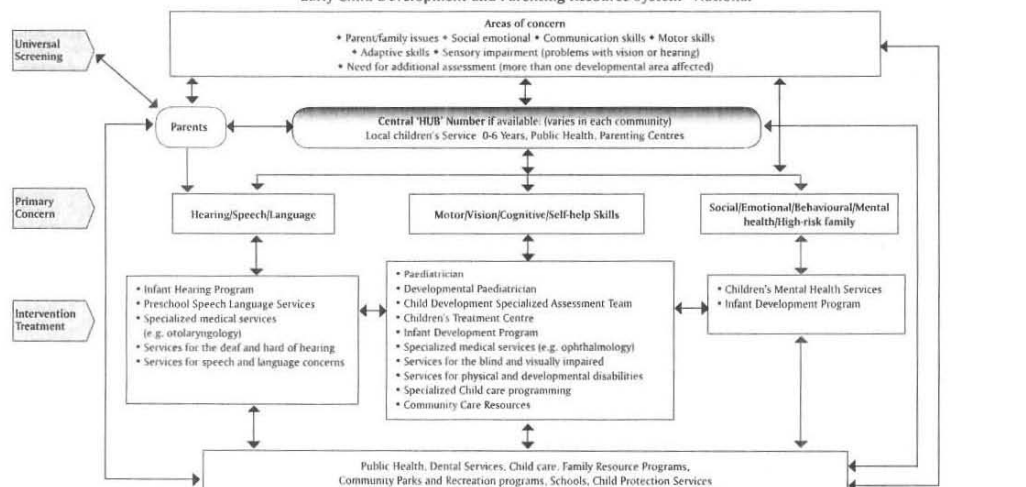 Early Child Development and Parenting Resource System - National
Areas of concern
• Parent/family issues • Social emotional • Communication skills • Motor skills
• Adaptive skills • Sensory impairment (problems with vision or hearing)
• Need for additional assessment (more than one developmental area affected)
Universal
Screening
Parents
Central 'HUB' Number if available: (varies in each community)
Local children's Service 0-6 Years, Public Health, Parenting Centres
Primary
Concern
Hearing/Speech/Language
Motor/Vision/Cognitive/Self-help Skills
Social/Emotional/Behavioural/Mental
health/High-risk family
Intervention
Treatment
• Infant Hearing Program
• Preschool Speech Language Services
• Specialized medical services
(e.g. otolaryngology)
• Services for the deaf and hard of hearing
• Services for speech and language concerns
• Paediatrician
• Developmental Paediatrician
• Child Development Specialized Assessment Team
• Children's Treatment Centre
• Infant Development Program
• Specialized medical services (e.g. ophthalmology)
• Services for the blind and visually impaired
• Services for physical and developmental disabilities
• Specialized Child care programming
• Community Care Resources
• Children's Mental Health Services
• Infant Development Program
Public Health, Dental Services, Child care, Family Resource Programs,
Community Parks and Recreation programs, Schools, Child Protection Services